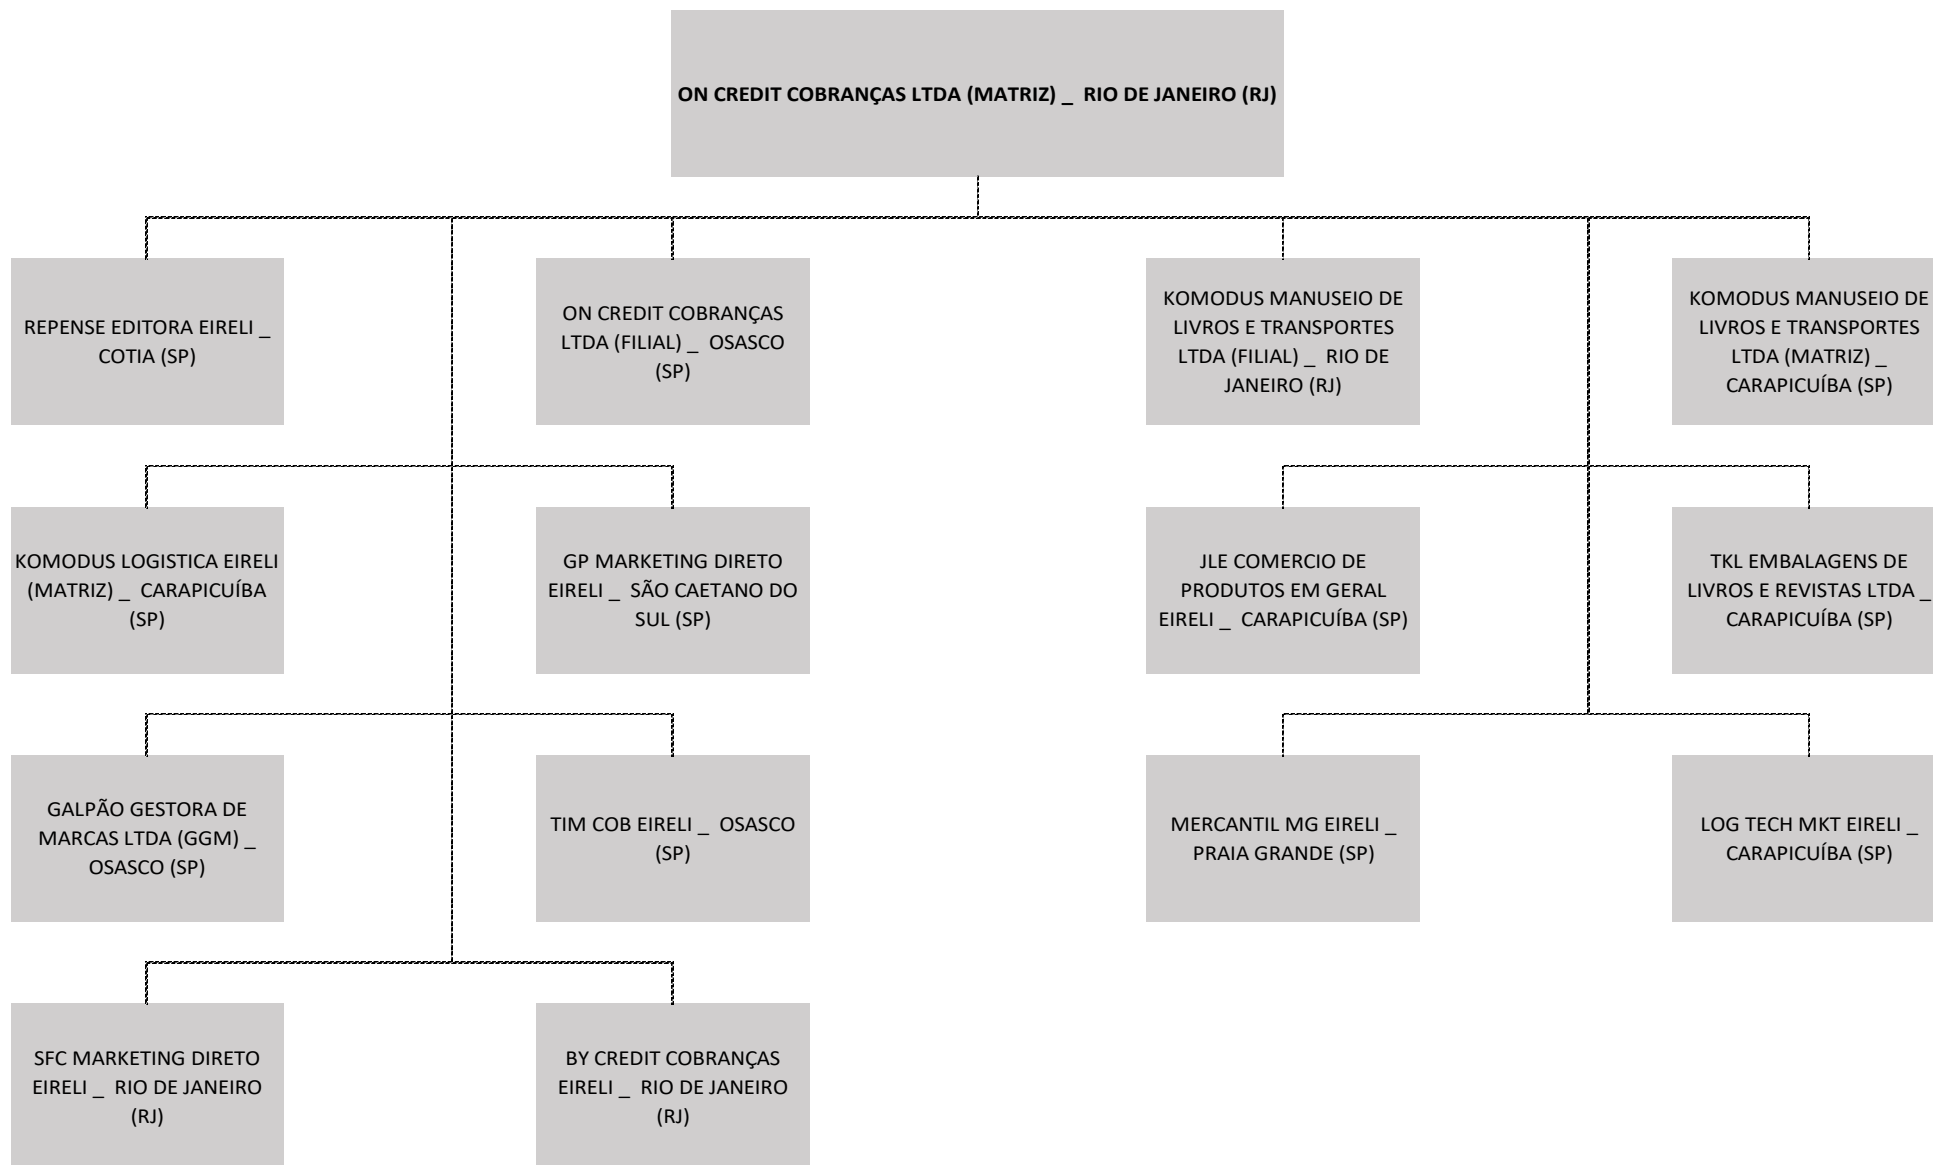 ON CREDIT COBRANÇAS LTDA (MATRIZ) _ RIO DE JANEIRO (RJ)
REPENSE EDITORA EIRELI _
COTIA (SP)
ON CREDIT COBRANÇAS
LTDA (FILIAL) _ OSASCO
(SP)
KOMODUS MANUSEIO DE
LIVROS E TRANSPORTES
LTDA (FILIAL) _ RIO DE
JANEIRO (RJ)
KOMODUS MANUSEIO DE
LIVROS E TRANSPORTES
LTDA (MATRIZ) _
CARAPICUÍBA (SP)
KOMODUS LOGISTICA EIRELI
(MATRIZ) _ CARAPICUÍBA
(SP)
GP MARKETING DIRETO
EIRELI _ SÃO CAETANO DO
SUL (SP)
JLE COMERCIO DE
PRODUTOS EM GERAL
EIRELI _ CARAPICUÍBA (SP)
TKL EMBALAGENS DE
LIVROS E REVISTAS LTDA _
CARAPICUÍBA (SP)
GALPÃO GESTORA DE
MARCAS LTDA (GGM) _
OSASCO (SP)
TIM COB EIRELI _ OSASCO
(SP)
MERCANTIL MG EIRELI _
PRAIA GRANDE (SP)
LOG TECH MKT EIRELI _
CARAPICUÍBA (SP)
SFC MARKETING DIRETO
EIRELI _ RIO DE JANEIRO
(RJ)
BY CREDIT COBRANÇAS
EIRELI _ RIO DE JANEIRO
(RJ)